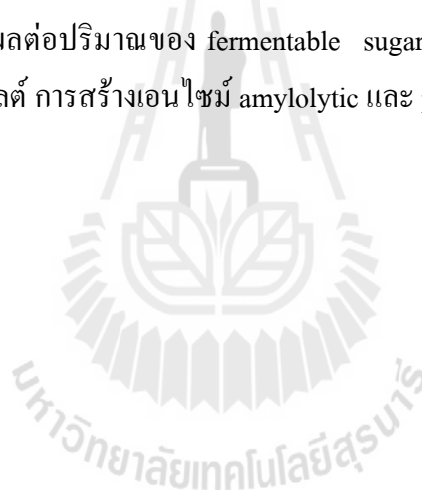 ผลต่อปริมาณของ fermentable sugar
ลต์ การสร้างเอนไซม์ amylolytic และ
มหาวิทยาลัยเทคโนโลยีสุรนารี